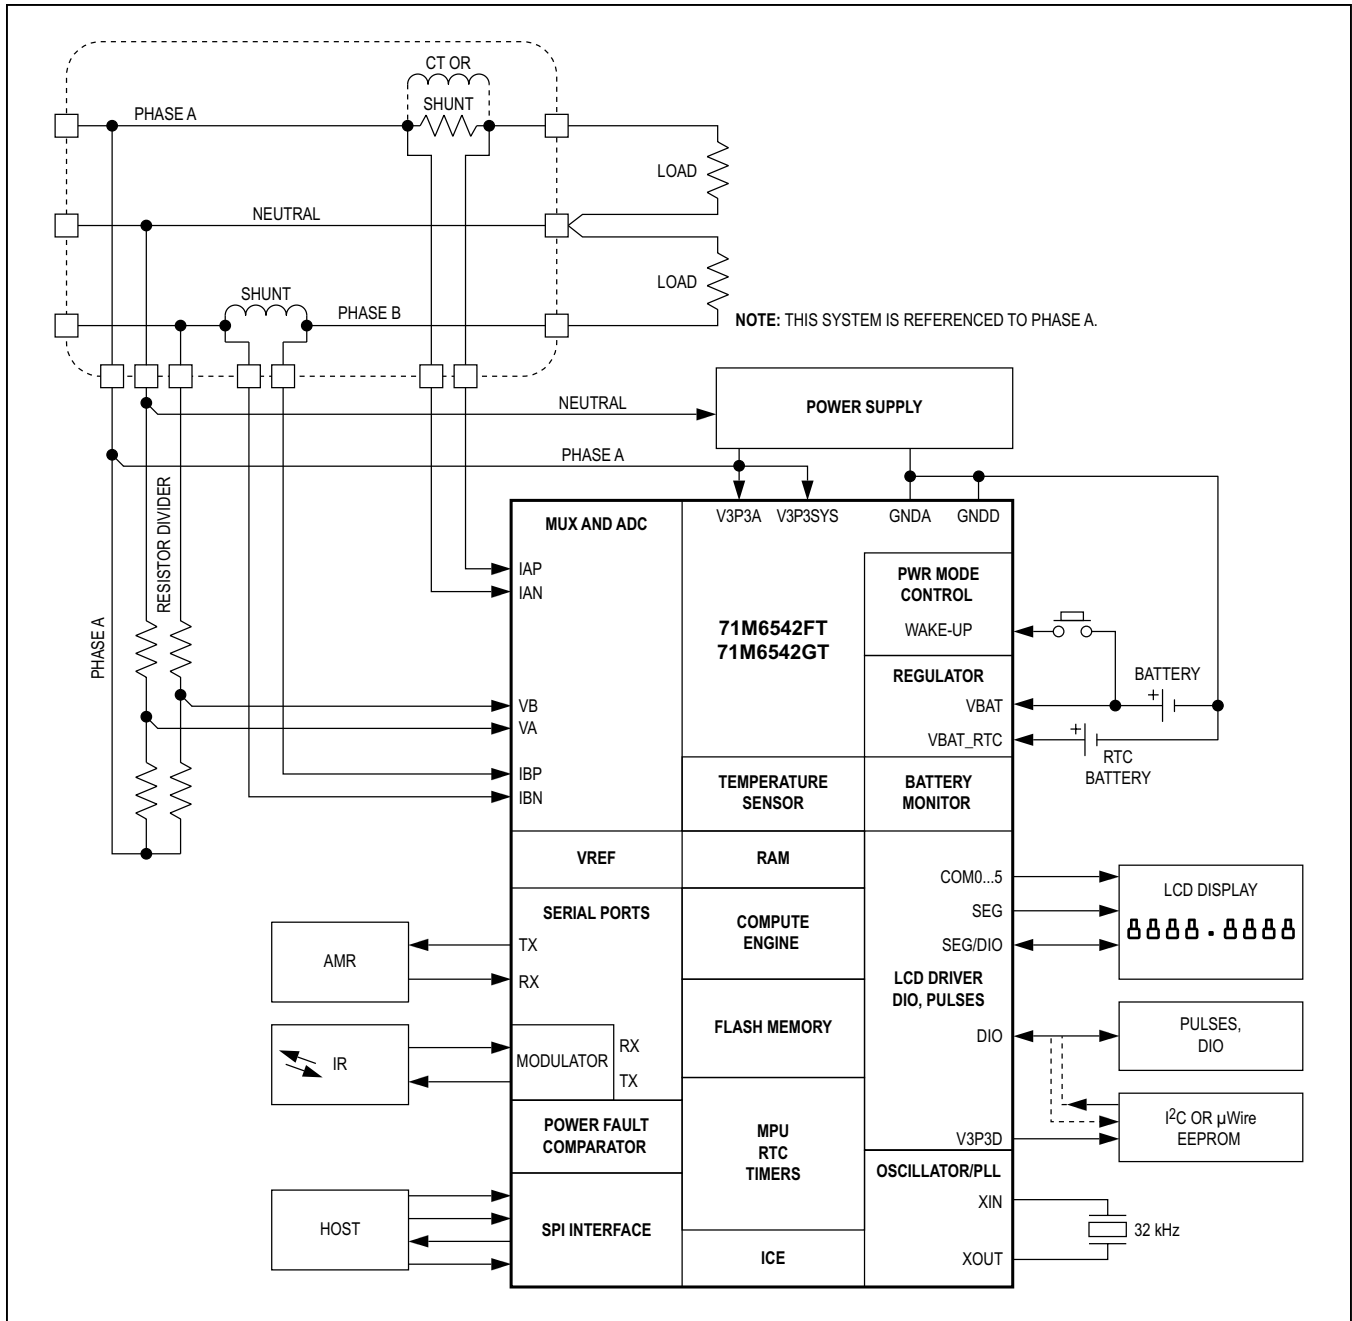 CT OR
SHUNT
PHASE A
LOAD
NEUTRAL
LOAD
SHUNT
PHASE B
NOTE: THIS SYSTEM IS REFERENCED TO PHASE A.
NEUTRAL
POWER SUPPLY
PHASE A
RESISTOR DIVIDER
PHASE A
MUX AND ADC
V3P3A
V3P3SYS
GNDA
GNDD
IAP
IAN
PWR MODE
CONTROL
WAKE-UP
71M6542FT
71M6542GT
REGULATOR
BATTERY
+
VB
VBAT
VA
VBAT_RTC
+
RTC
BATTERY
IBP
IBN
TEMPERATURE
SENSOR
BATTERY
MONITOR
VREF
RAM
COM0...5
LCD DISPLAY
SERIAL PORTS
SEG
COMPUTE
ENGINE
TX
SEG/DIO
8888.8888
AMR
RX
LCD DRIVER
DIO, PULSES
FLASH MEMORY
DIO
PULSES,
DIO
IR
MODULATOR
RX
TX
I²C OR µWire
EEPROM
POWER FAULT
COMPARATOR
MPU
RTC
TIMERS
V3P3D
OSCILLATOR/PLL
XIN
HOST
SPI INTERFACE
32 kHz
ICE
XOUT